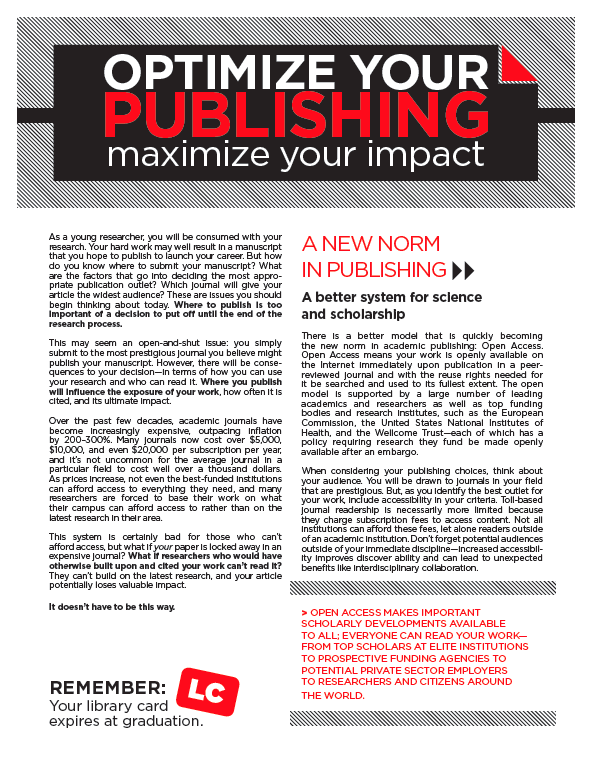 OPTIMIZE YOUR
PUBLISHING
maximize your impact
As a young researcher, you will be consumed with your
research. Your hard work may well result in a manuscript
that you hope to publish to launch your career. But how
do you know where to submit your manuscript? What
are the factors that go into deciding the most appro-
priate publication outlet? Which journal will give your
article the widest audience? These are issues you should
begin thinking about today. Where to publish is too
important of a decision to put off until the end of the
research process.
This may seem an open-and-shut issue: you simply
submit to the most prestigious journal you believe might
publish your manuscript. However, there will be conse-
quences to your decision—in terms of how you can use
your research and who can read it. Where you publish
will influence the exposure of your work, how often it is
cited, and its ultimate impact.
Over the past few decades, academic journals have
become increasingly expensive, outpacing inflation
by 200–300%. Many journals now cost over $5,000,
$10,000, and even $20,000 per subscription per year,
and it's not uncommon for the average journal in a
particular field to cost well over a thousand dollars.
As prices increase, not even the best-funded institutions
can afford access to everything they need, and many
researchers are forced to base their work on what
their campus can afford access to rather than on the
latest research in their area.
This system is certainly bad for those who can't
afford access, but what if your paper is locked away in an
expensive journal? What if researchers who would have
otherwise built upon and cited your work can't read it?
They can't build on the latest research, and your article
potentially loses valuable impact.
It doesn't have to be this way.
REMEMBER:
Your library card
expires at graduation.
LC
A NEW NORM
IN PUBLISHING
A better system for science
and scholarship
There is a better model that is quickly becoming
the new norm in academic publishing: Open Access.
Open Access means your work is openly available on
the Internet immediately upon publication in a peer-
reviewed journal and with the reuse rights needed for
it be searched and used to its fullest extent. The open
model is supported by a large number of leading
academics and researchers as well as top funding
bodies and research institutes, such as the European
Commission, the United States National Institutes of
Health, and the Wellcome Trust—each of which has a
policy requiring research they fund be made openly
available after an embargo.
When considering your publishing choices, think about
your audience. You will be drawn to journals in your field
that are prestigious. But, as you identify the best outlet for
your work, include accessibility in your criteria. Toll-based
journal readership is necessarily more limited because
they charge subscription fees to access content. Not all
institutions can afford these fees, let alone readers outside
of an academic institution. Don't forget potential audiences
outside of your immediate discipline—increased accessibil-
ity improves discover ability and can lead to unexpected
benefits like interdisciplinary collaboration.
> OPEN ACCESS MAKES IMPORTANT
SCHOLARLY DEVELOPMENTS AVAILABLE
TO ALL; EVERYONE CAN READ YOUR WORK—
FROM TOP SCHOLARS AT ELITE INSTITUTIONS
TO PROSPECTIVE FUNDING AGENCIES TO
POTENTIAL PRIVATE SECTOR EMPLOYERS
TO RESEARCHERS AND CITIZENS AROUND
THE WORLD.